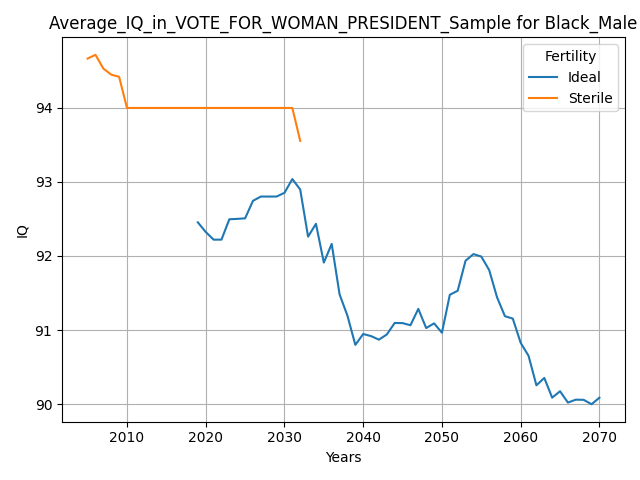 Average_IQ_in_VOTE_FOR_WOMAN_PRESIDENT_Sample for Black_Male
Fertility
Ideal
Sterile
94
93
92
91
90
IQ
2010 2020 2030 2040 2050 2060 2070
Years